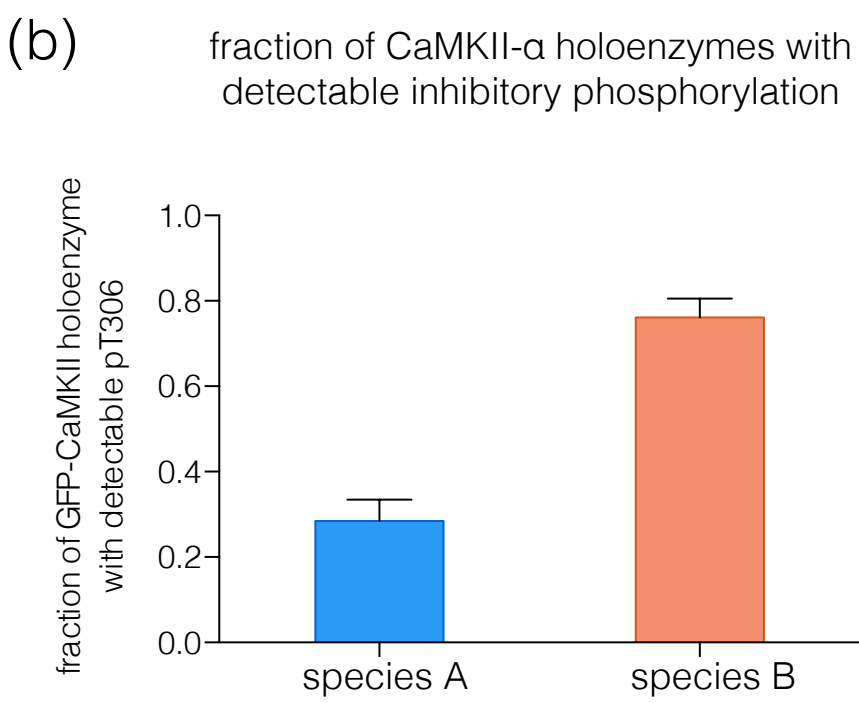 (b)
fraction of CaMKII-α holoenzymes with
detectable inhibitory phosphorylation
fraction of GFP-CaMKII holoenzyme
with detectable pT306
1.0
0.8
0.6
0.4
0.2
0.0
species A
species B